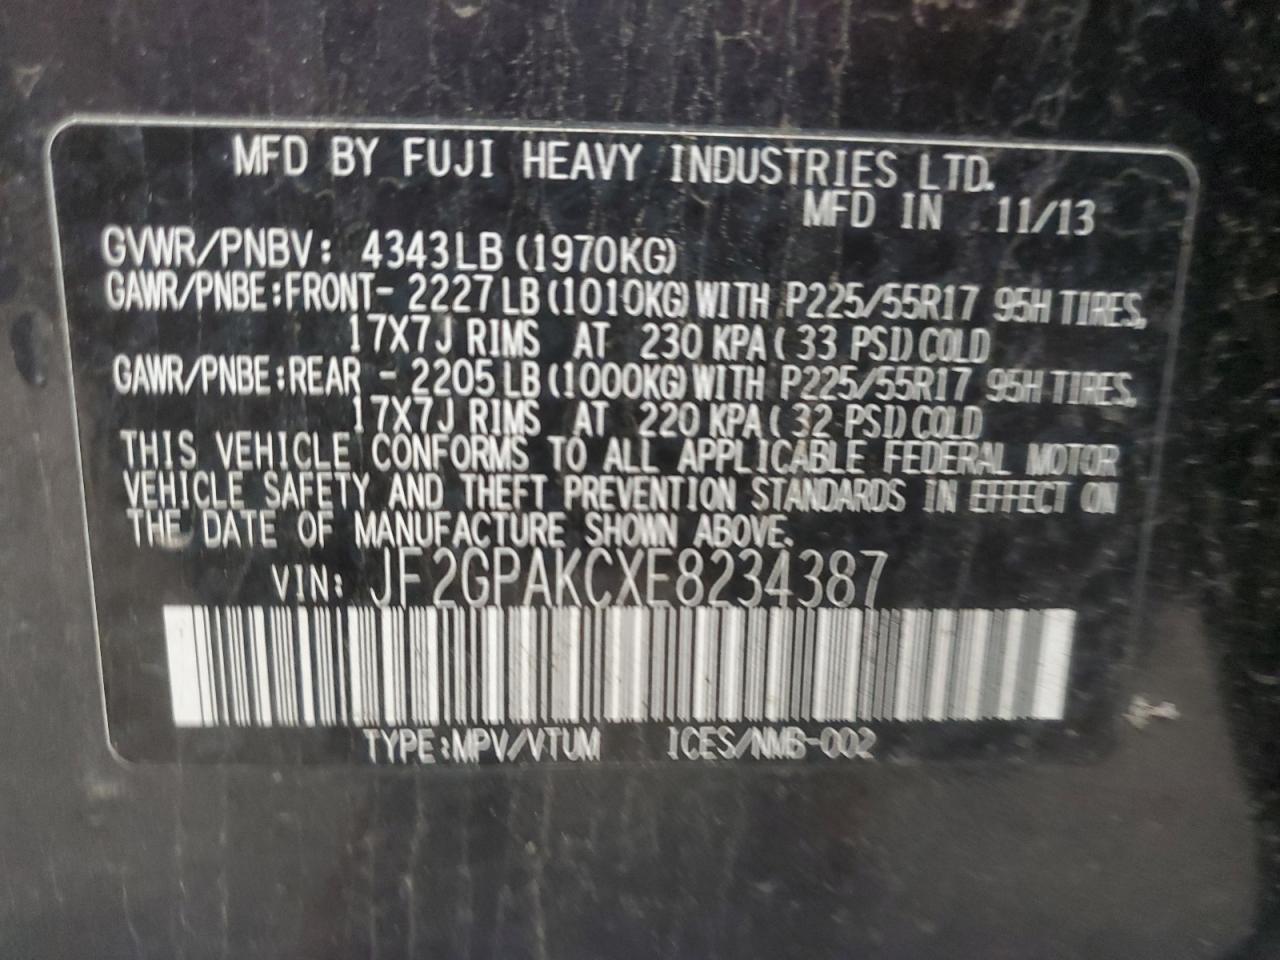 MFD BY FUJI HEAVY INDUSTRIES LTD.
MFD IN 11/13
GVWR/PNBV: 4343LB (1970KG)
GAWR/PNBE:FRONT- 2227LB(1010KG)WITH P225/55R17 95H TIRES,
17X7J RIMS AT 230 KPA( 33 PSI)COLD
GAWR/PNBE:REAR - 2205LB(1000KG)WITH P225/55R17 95H TIRES,
17X7J RIMS AT 220 KPA( 32 PSI)COLD
THIS VEHICLE CONFORMS TO ALL APPLICABLE FEDERAL MOTOR
VEHICLE SAFETY AND THEFT PREVENTION STANDARDS IN EFFECT ON
THE DATE OF MANUFACTURE SHOWN ABOVE.
VIN: JF2GPAKCXE8234387
TYPE:MPV/VTUM ICES/NMB-002